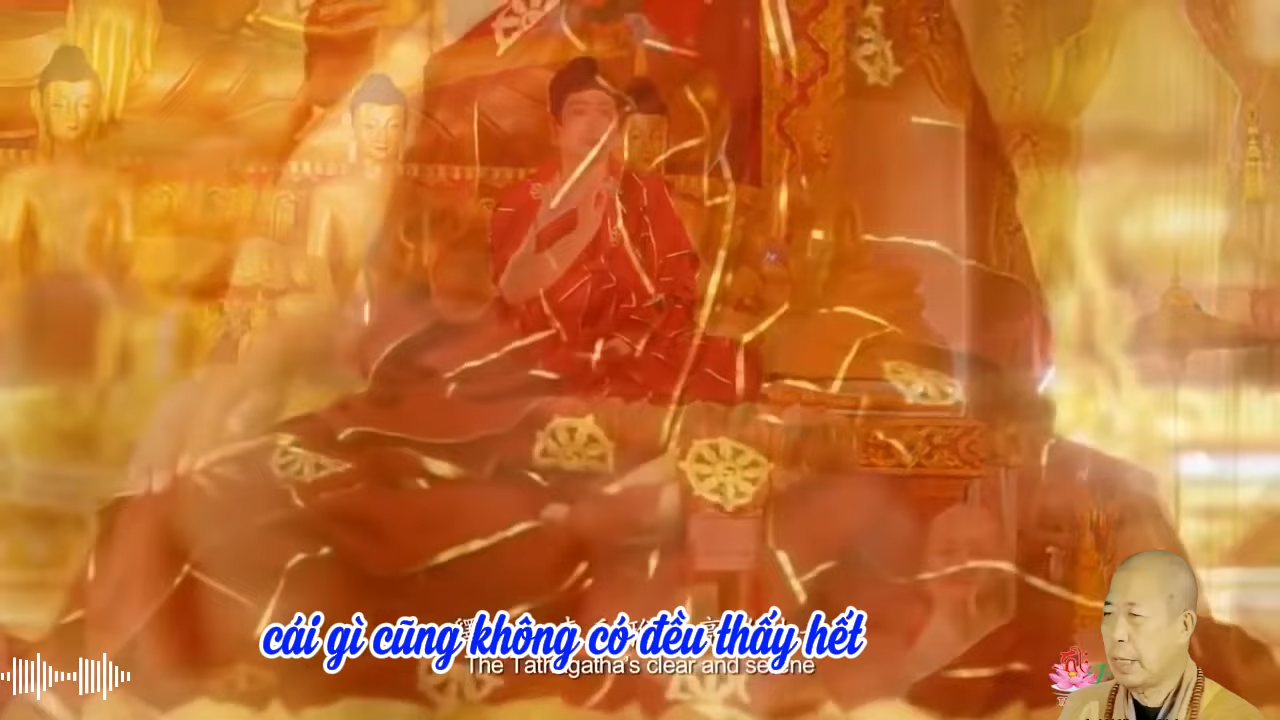 cái gì cũng không có đều thấy hết
The Tathagatha's clear and serene